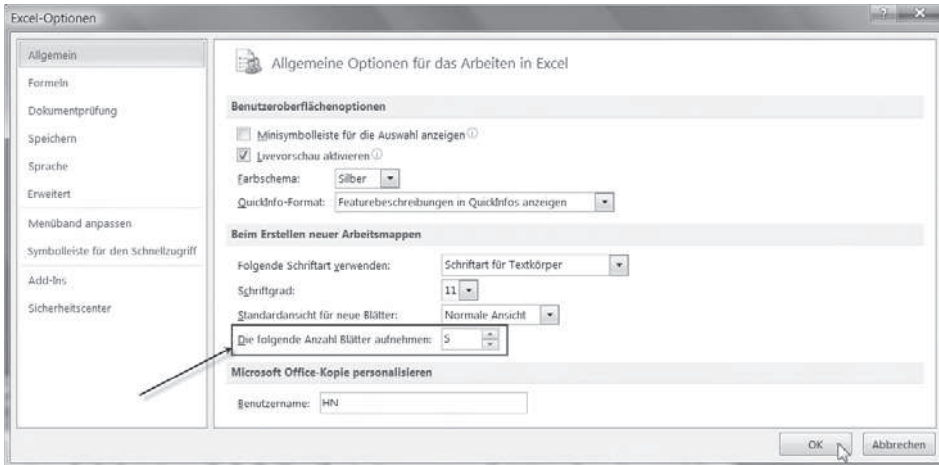 Excel-Optionen
Allgemein
Formeln
Dokumentprüfung
Speichern
Sprache
Erweitert
Menüband anpassen
Symbolleiste für den Schnellzugriff
Add-Ins
Sicherheitscenter
Allgemeine Optionen für das Arbeiten in Excel
Benutzeroberflächenoptionen
Minisymbolleiste für die Auswahl anzeigen
Livevorschau aktivieren
Farbschema: Silber
QuickInfo-Format: Featurebeschreibungen in QuickInfos anzeigen
Beim Erstellen neuer Arbeitsmappen
Folgende Schriftart verwenden: Schriftart für Textkörper
Schriftgrad: 11
Standardansicht für neue Blätter: Normale Ansicht
Die folgende Anzahl Blätter aufnehmen: 5
Microsoft Office-Kopie personalisieren
Benutzername: HN
OK Abbrechen